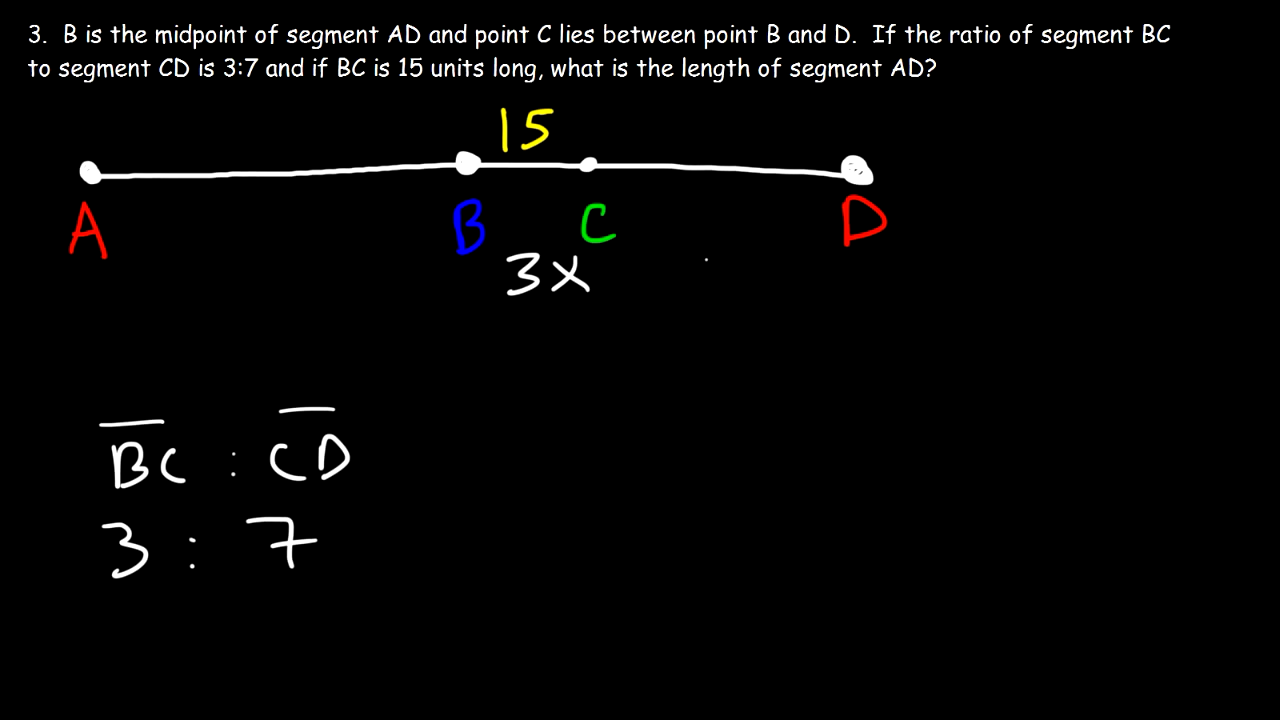 3. B is the midpoint of segment AD and point C lies between point B and D. If the ratio of segment BC
to segment CD is 3:7 and if BC is 15 units long, what is the length of segment AD?
15
A B C D
3x
BC : CD
3 : 7